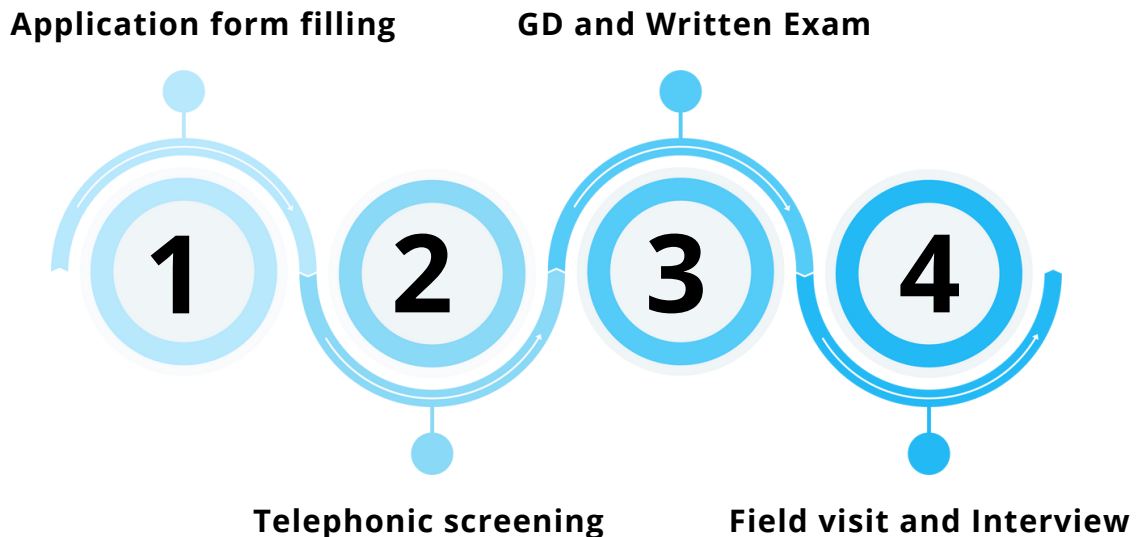 Application form filling
GD and Written Exam
1
2
3
4
Telephonic screening
Field visit and Interview